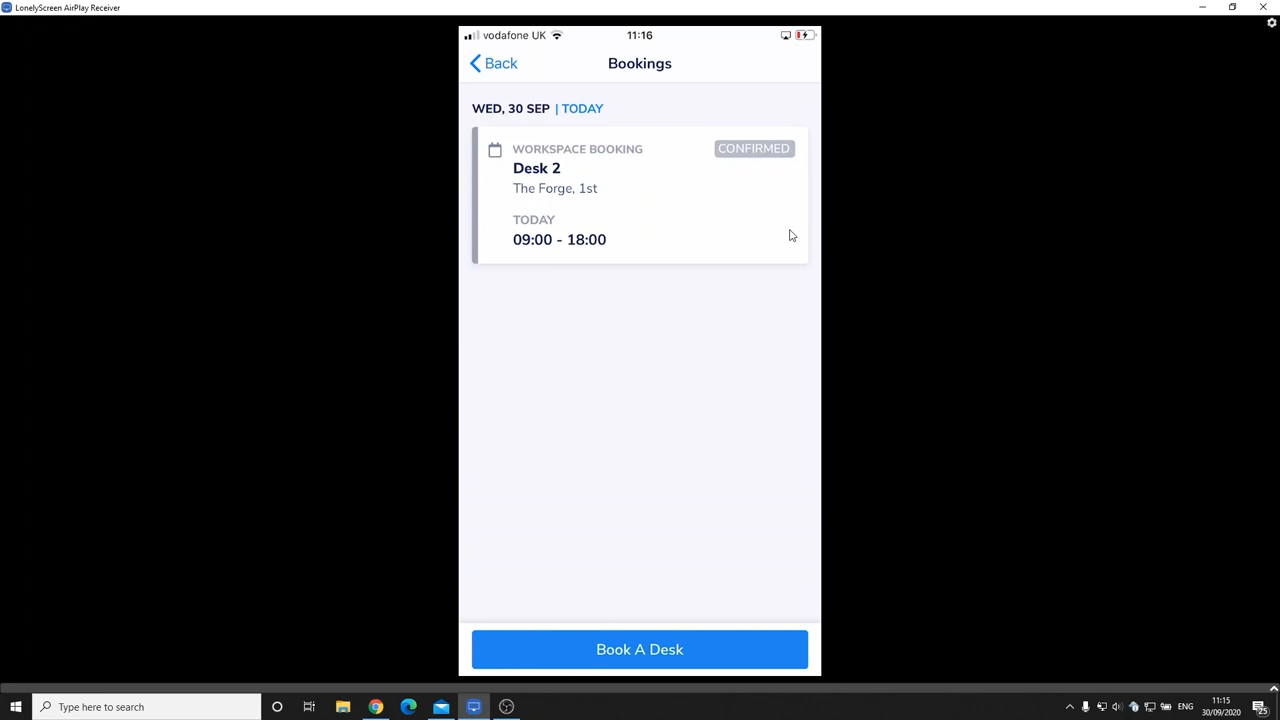 LonelyScreen AirPlay Receiver
vodafone UK
11:16
Back
Bookings
WED, 30 SEP | TODAY
WORKSPACE BOOKING
CONFIRMED
Desk 2
The Forge, 1st
TODAY
09:00 - 18:00
Book A Desk
Type here to search
ENG
11:15
30/09/2020
25